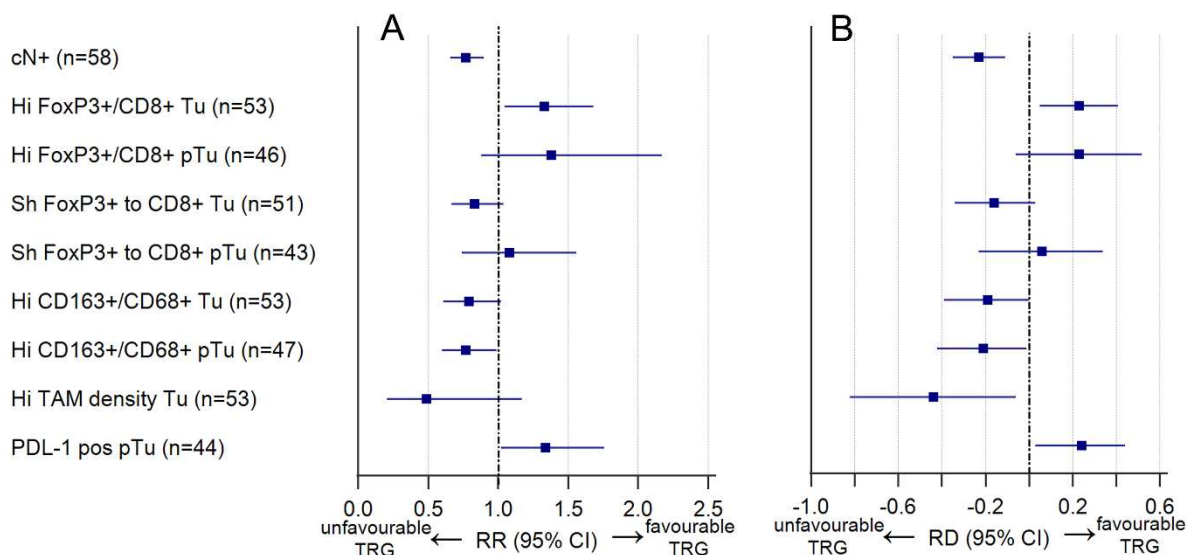 A
B
cN+ (n=58)
Hi FoxP3+/CD8+ Tu (n=53)
Hi FoxP3+/CD8+ pTu (n=46)
Sh FoxP3+ to CD8+ Tu (n=51)
Sh FoxP3+ to CD8+ pTu (n=43)
Hi CD163+/CD68+ Tu (n=53)
Hi CD163+/CD68+ pTu (n=47)
Hi TAM density Tu (n=53)
PDL-1 pos pTu (n=44)
0.0 0.5 1.0 1.5 2.0 2.5
-1.0 -0.6 -0.2 0.2 0.6
unfavourable TRG ← RR (95% CI) → favourable TRG
unfavourable TRG ← RD (95% CI) → favourable TRG